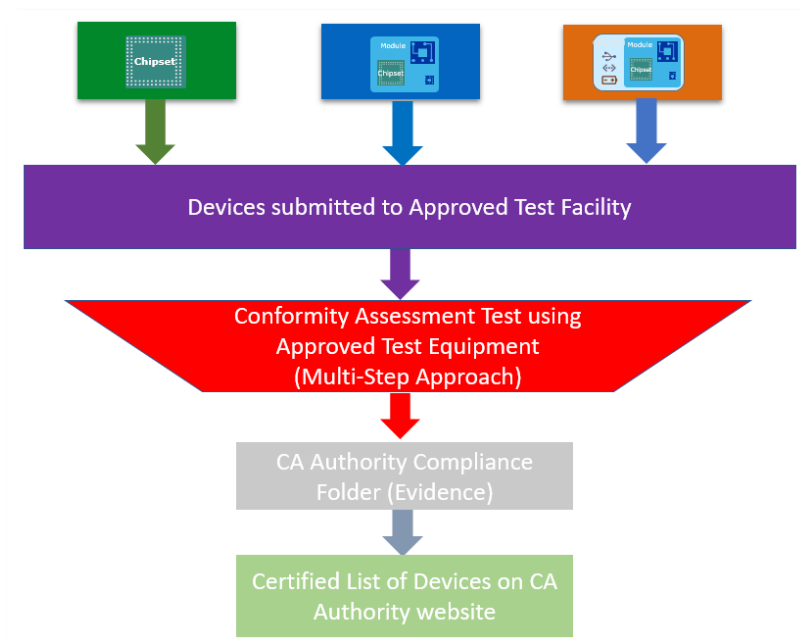 Chipset
Module
Chipset
Module
Chipset
Devices submitted to Approved Test Facility
Conformity Assessment Test using
Approved Test Equipment
(Multi-Step Approach)
CA Authority Compliance
Folder (Evidence)
Certified List of Devices on CA
Authority website